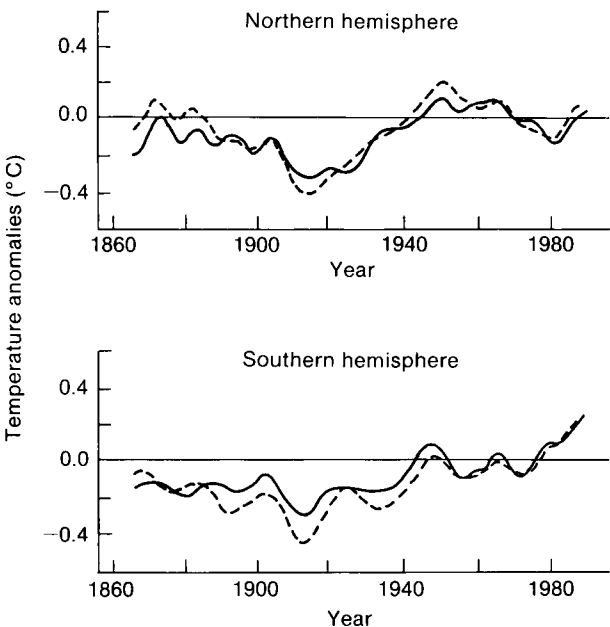 Northern hemisphere
0.4
0.0
−0.4
1860 1900 1940 1980
Year
Temperature anomalies (°C)
Southern hemisphere
0.4
0.0
−0.4
1860 1900 1940 1980
Year